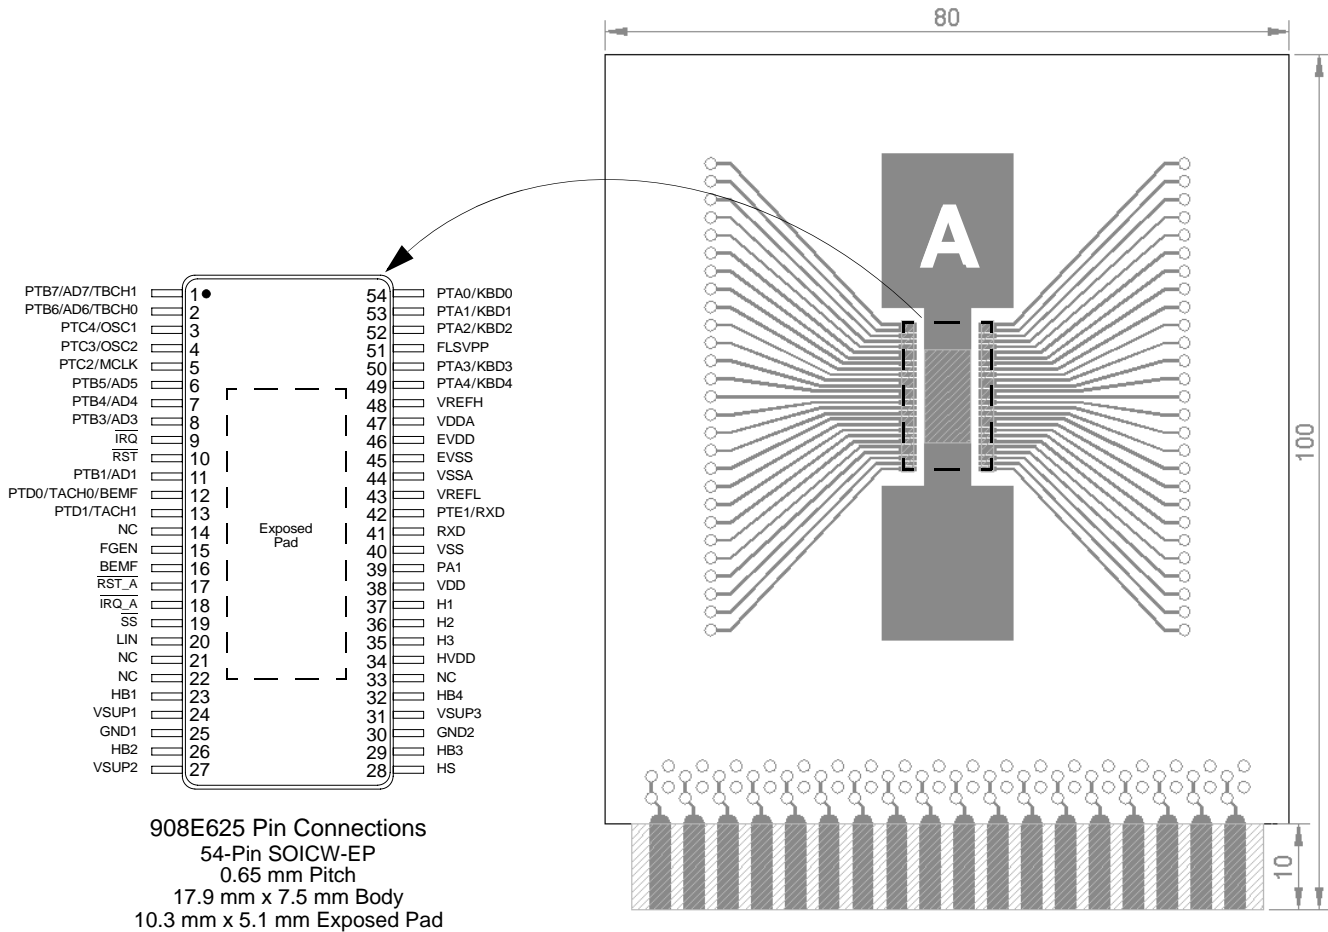 80
A
100
10
PTB7/AD7/TBCH1 1 54 PTA0/KBD0
PTB6/AD6/TBCH0 2 53 PTA1/KBD1
PTC4/OSC1 3 52 PTA2/KBD2
PTC3/OSC2 4 51 FLSVPP
PTC2/MCLK 5 50 PTA3/KBD3
PTB5/AD5 6 49 PTA4/KBD4
PTB4/AD4 7 48 VREFH
PTB3/AD3 8 47 VDDA
IRQ 9 46 EVDD
RST 10 45 EVSS
PTB1/AD1 11 44 VSSA
PTD0/TACH0/BEMF 12 43 VREFL
PTD1/TACH1 13 42 PTE1/RXD
NC 14 41 RXD
FGEN 15 40 VSS
BEMF 16 39 PA1
RST_A 17 38 VDD
IRQ_A 18 37 H1
SS 19 36 H2
LIN 20 35 H3
NC 21 34 HVDD
NC 22 33 NC
HB1 23 32 HB4
VSUP1 24 31 VSUP3
GND1 25 30 GND2
HB2 26 29 HB3
VSUP2 27 28 HS
Exposed
Pad
908E625 Pin Connections
54-Pin SOICW-EP
0.65 mm Pitch
17.9 mm x 7.5 mm Body
10.3 mm x 5.1 mm Exposed Pad